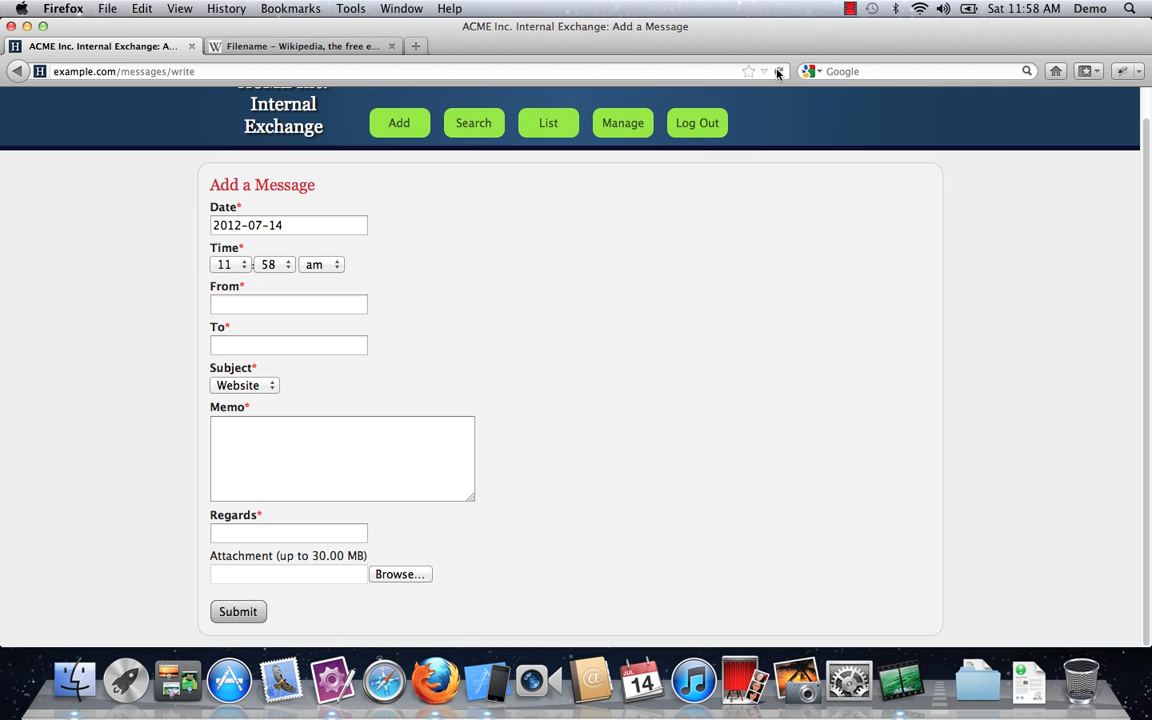 Firefox File Edit View History Bookmarks Tools Window Help Sat 11:58 AM Demo
ACME Inc. Internal Exchange: Add a Message
ACME Inc. Internal Exchange: A... Filename – Wikipedia, the free e...
example.com/messages/write Google
Internal
Exchange
Add Search List Manage Log Out
Add a Message
Date*
2012-07-14
Time*
11 : 58 am
From*
To*
Subject*
Website
Memo*
Regards*
Attachment (up to 30.00 MB)
Browse...
Submit
JUL
14